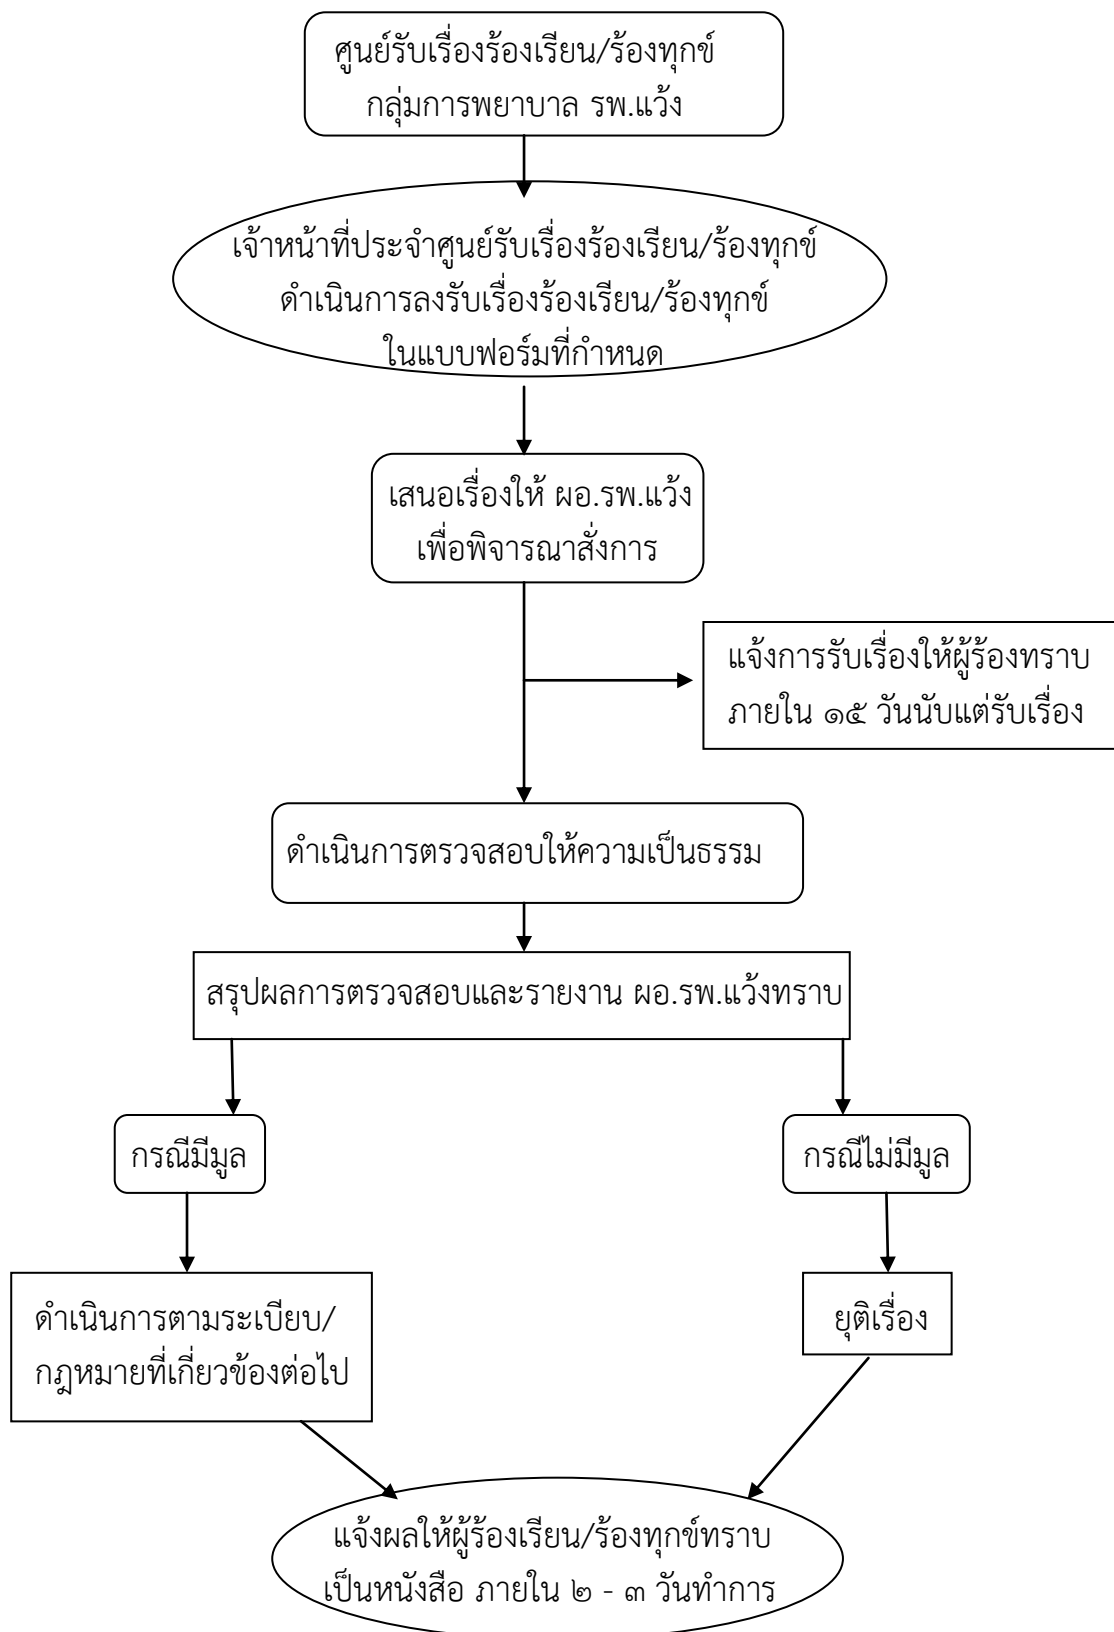 ศูนย์รับเรื่องร้องเรียน/ร้องทุกข์
กลุ่มการพยาบาล รพ.แว้ง
เจ้าหน้าที่ประจำศูนย์รับเรื่องร้องเรียน/ร้องทุกข์
ดำเนินการลงรับเรื่องร้องเรียน/ร้องทุกข์
ในแบบฟอร์มที่กำหนด
เสนอเรื่องให้ ผอ.รพ.แว้ง
เพื่อพิจารณาสั่งการ
แจ้งการรับเรื่องให้ผู้ร้องทราบ
ภายใน ๑๕ วันนับแต่รับเรื่อง
ดำเนินการตรวจสอบให้ความเป็นธรรม
สรุปผลการตรวจสอบและรายงาน ผอ.รพ.แว้งทราบ
กรณีมีมูล
กรณีไม่มีมูล
ดำเนินการตามระเบียบ/
กฎหมายที่เกี่ยวข้องต่อไป
ยุติเรื่อง
แจ้งผลให้ผู้ร้องเรียน/ร้องทุกข์ทราบ
เป็นหนังสือ ภายใน ๒ - ๓ วันทำการ